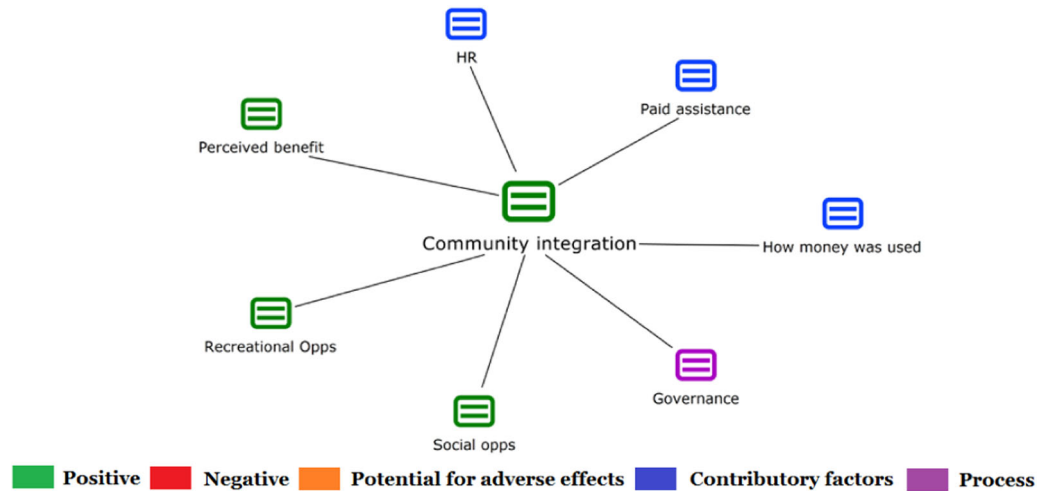 HR
Paid assistance
Perceived benefit
Community integration
How money was used
Recreational Opps
Governance
Social opps
Positive Negative Potential for adverse effects Contributory factors Process